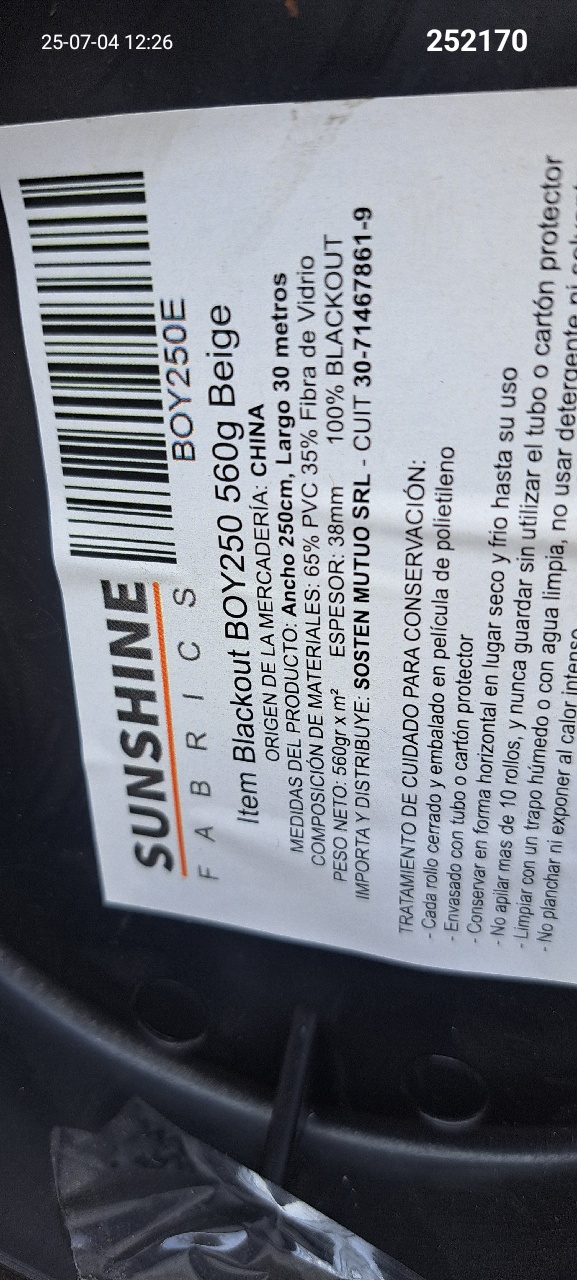 25-07-04 12:26
252170
BOY250E
SUNSHINE
FABRICS
Item Blackout BOY250 560g Beige
ORIGEN DE LA MERCADERÍA: CHINA
MEDIDAS DEL PRODUCTO: Ancho 250cm, Largo 30 metros
COMPOSICIÓN DE MATERIALES: 65% PVC 35% Fibra de Vidrio
PESO NETO: 560gr x m² ESPESOR: 38mm 100% BLACKOUT
IMPORTA Y DISTRIBUYE: SOSTEN MUTUO SRL - CUIT 30-71467861-9
TRATAMIENTO DE CUIDADO PARA CONSERVACIÓN:
- Cada rollo cerrado y embalado en película de polietileno
- Envasado con tubo o cartón protector
- Conservar en forma horizontal en lugar seco y frio hasta su uso
- No apilar mas de 10 rollos, y nunca guardar sin utilizar el tubo o cartón protector
- Limpiar con un trapo húmedo o con agua limpia, no usar detergente ni
- No planchar ni exponer al calor intenso